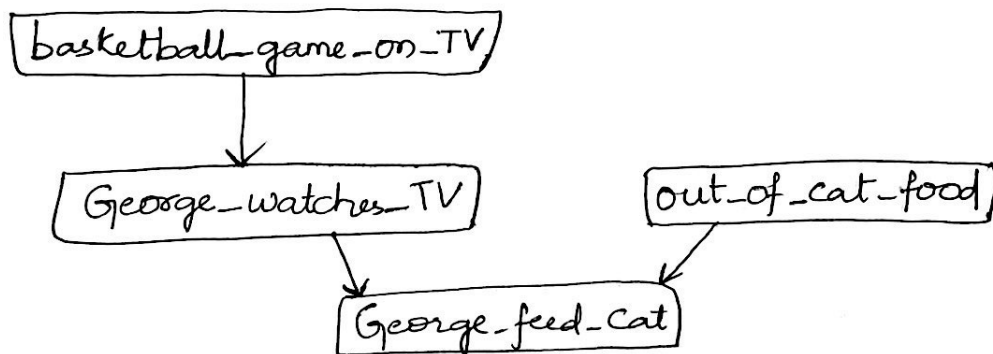 basketball_game_on_TV
George_watches_TV
out_of_cat_food
George_feed_Cat